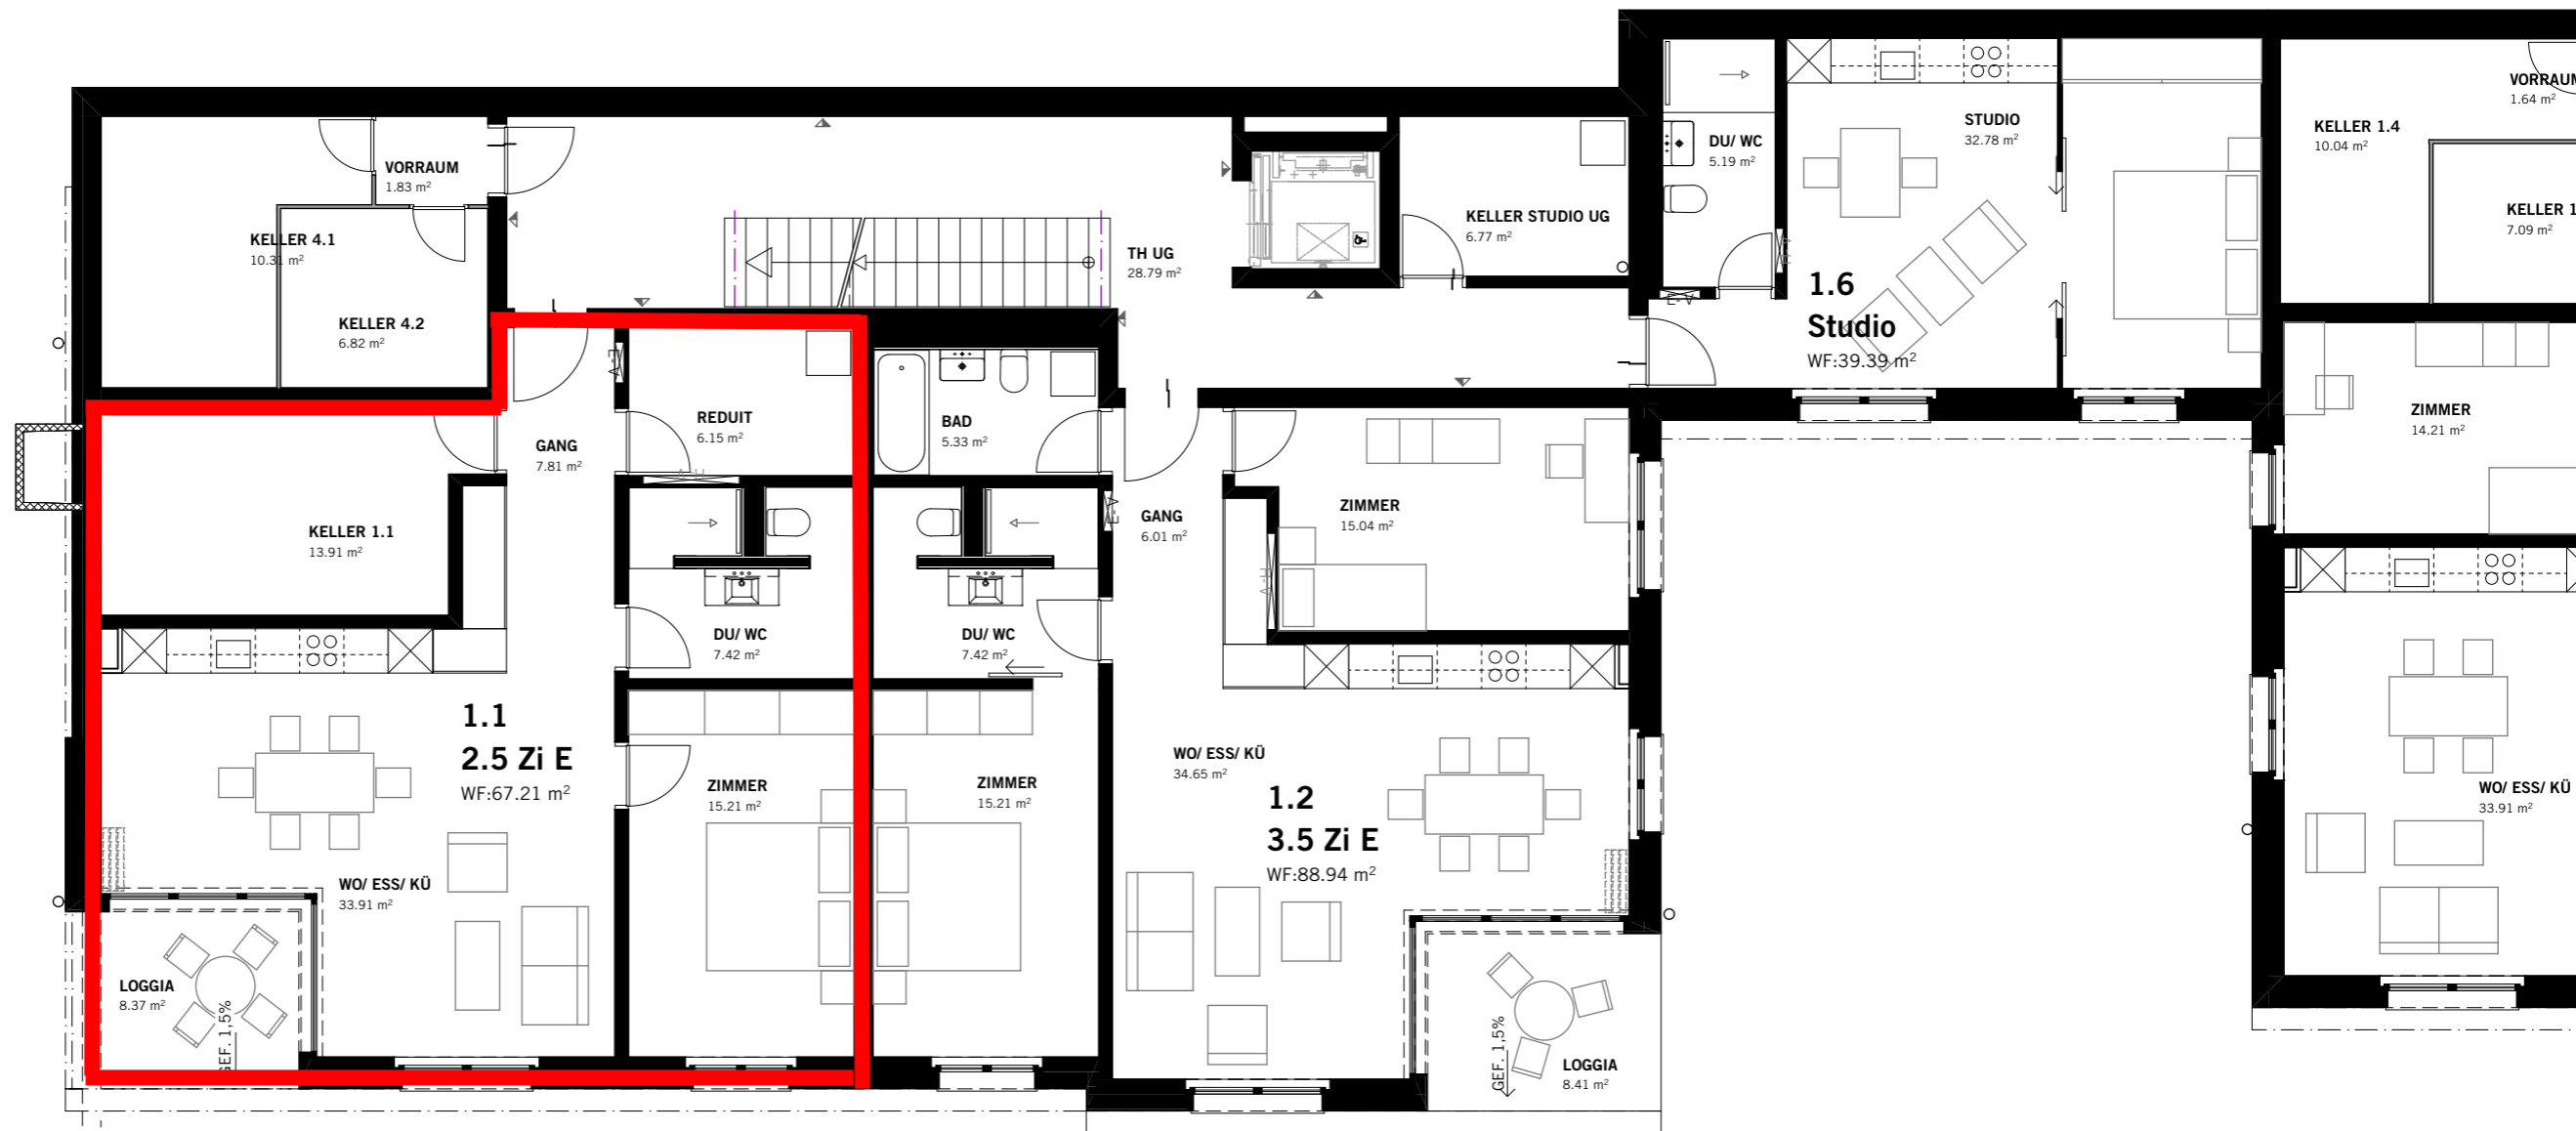 VORRAUM
1.83 m²
KELLER 4.1
10.31 m²
KELLER 4.2
6.82 m²
TH UG
28.79 m²
KELLER STUDIO UG
6.77 m²
DU/ WC
5.19 m²
STUDIO
32.78 m²
1.6
Studio
WF:39.39 m²
E-V
VORRAUM
1.64 m²
KELLER 1.4
10.04 m²
KELLER 1
7.09 m²
ZIMMER
14.21 m²
WO/ ESS/ KÜ
33.91 m²
GANG
7.81 m²
E-A
REDUIT
6.15 m²
KELLER 1.1
13.91 m²
DU/ WC
7.42 m²
1.1
2.5 Zi E
WF:67.21 m²
ZIMMER
15.21 m²
WO/ ESS/ KÜ
33.91 m²
LOGGIA
8.37 m²
GEF. 1,5%
BAD
5.33 m²
GANG
6.01 m²
E-A
DU/ WC
7.42 m²
ZIMMER
15.21 m²
ZIMMER
15.04 m²
WO/ ESS/ KÜ
34.65 m²
1.2
3.5 Zi E
WF:88.94 m²
LOGGIA
8.41 m²
GEF. 1,5%